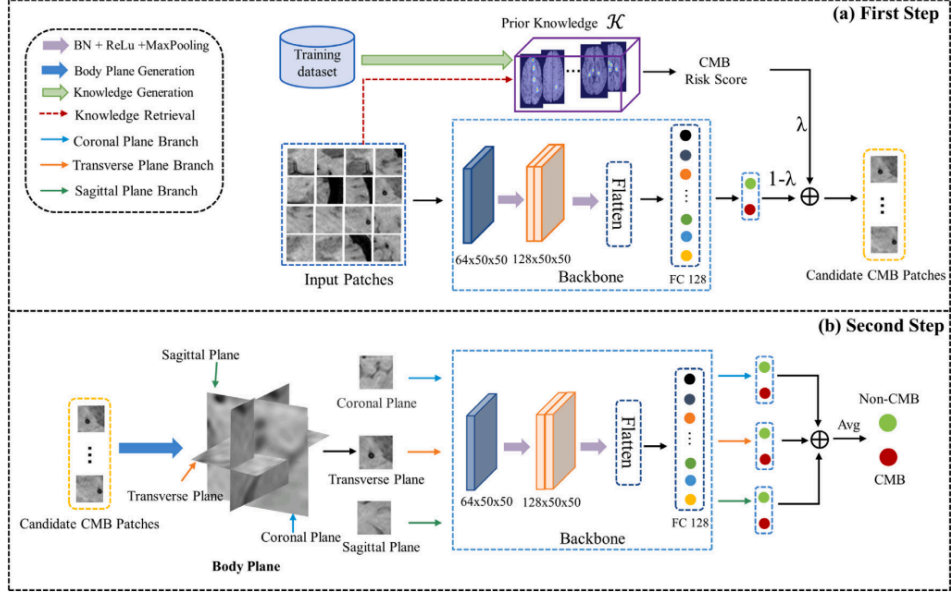 (a) First Step
BN + ReLu +MaxPooling
Body Plane Generation
Knowledge Generation
Knowledge Retrieval
Coronal Plane Branch
Transverse Plane Branch
Sagittal Plane Branch
Training
dataset
Prior Knowledge 𝒦
CMB
Risk Score
λ
1-λ
Input Patches
64x50x50
128x50x50
Flatten
FC 128
Backbone
Candidate CMB Patches
(b) Second Step
Sagittal Plane
Transverse Plane
Coronal Plane
Body Plane
Candidate CMB Patches
Coronal Plane
Transverse Plane
Sagittal Plane
64x50x50
128x50x50
Flatten
FC 128
Backbone
Avg
Non-CMB
CMB